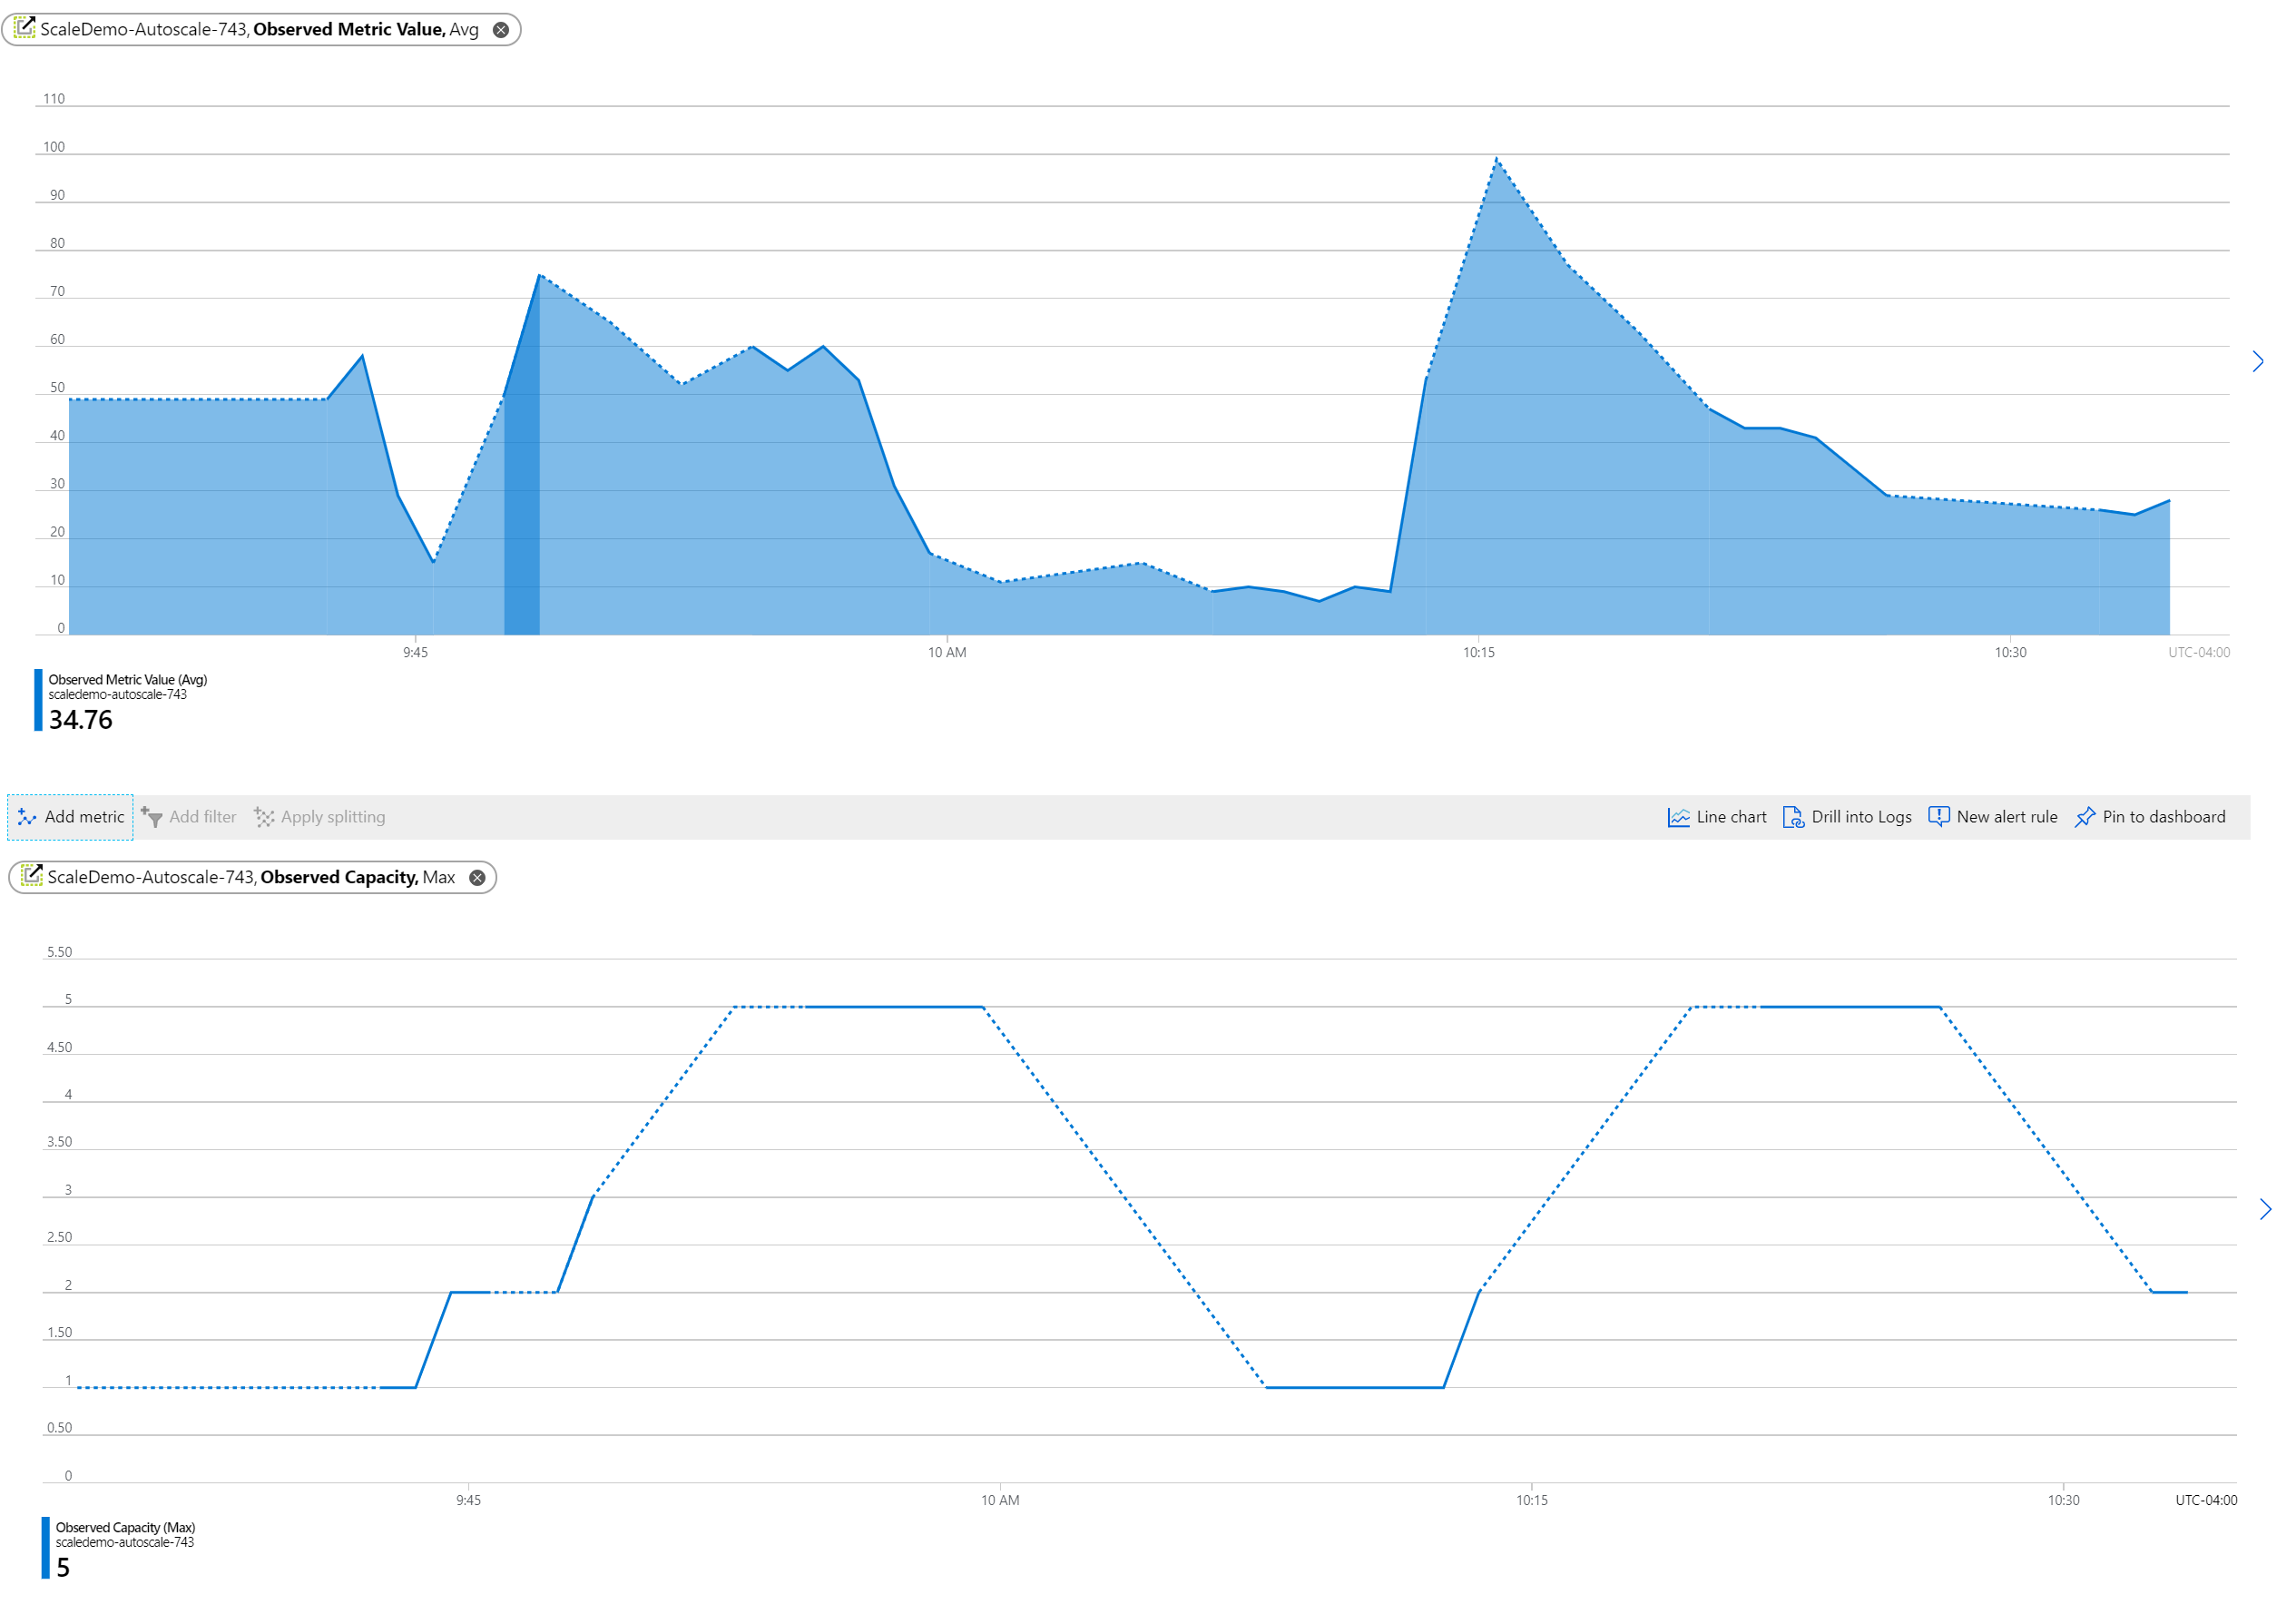 ScaleDemo-Autoscale-743, Observed Metric Value, Avg
110
100
90
80
70
60
50
40
30
20
10
0
9:45 10 AM 10:15 10:30 UTC-04:00
Observed Metric Value (Avg)
scaledemo-autoscale-743
34.76
Add metric Add filter Apply splitting Line chart Drill into Logs New alert rule Pin to dashboard
ScaleDemo-Autoscale-743, Observed Capacity, Max
5.50
5
4.50
4
3.50
3
2.50
2
1.50
1
0.50
0
9:45 10 AM 10:15 10:30 UTC-04:00
Observed Capacity (Max)
scaledemo-autoscale-743
5